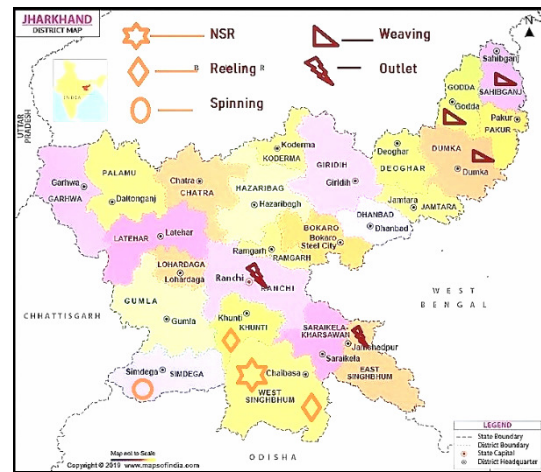 JHARKHAND
DISTRICT MAP
NSR
Reeling
Spinning
Weaving
Outlet
N
INDIA
B I H A R
UTTAR PRADESH
Sahibganj
SAHIBGANJ
GODDA
Godda
Pakur
PAKUR
DUMKA
Dumka
Deoghar
DEOGHAR
Jamtara
JAMTARA
Koderma
KODERMA
GIRIDIH
Giridih
PALAMU
Daltonganj
Garhwa
GARHWA
Chatra
CHATRA
HAZARIBAG
Hazaribagh
DHANBAD
Dhanbad
BOKARO
Bokaro
Steel City
LATEHAR
Latehar
Ramgarh
RAMGARH
LOHARDAGA
Lohardaga
Ranchi
RANCHI
WEST
BENGAL
CHHATTISGARH
GUMLA
Gumla
Khunti
KHUNTI
SARAIKELA-
KHARSAWAN
Saraikela
Jamshedpur
EAST
SINGHBHUM
Simdega
SIMDEGA
Chaibasa
WEST
SINGHBHUM
ODISHA
Map not to Scale
Copyright © 2019 www.mapsofindia.com
LEGEND
State Boundary
District Boundary
State Capital
District Headquarter